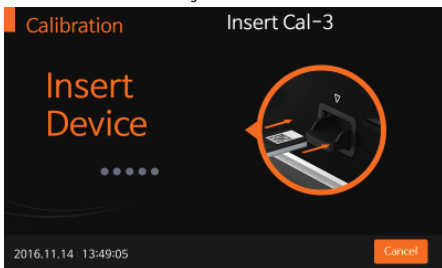 Calibration
Insert Cal-3
Insert
Device
2016.11.14 13:49:05
Cancel